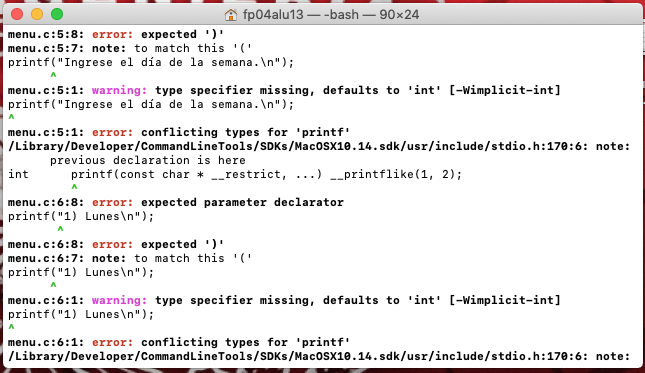 fp04alu13 — -bash — 90×24
menu.c:5:8: error: expected ')'
menu.c:5:7: note: to match this '('
printf("Ingrese el día de la semana.\n");
^
menu.c:5:1: warning: type specifier missing, defaults to 'int' [-Wimplicit-int]
printf("Ingrese el día de la semana.\n");
^
menu.c:5:1: error: conflicting types for 'printf'
/Library/Developer/CommandLineTools/SDKs/MacOSX10.14.sdk/usr/include/stdio.h:170:6: note:
previous declaration is here
int      printf(const char * __restrict, ...) __printflike(1, 2);
^
menu.c:6:8: error: expected parameter declarator
printf("1) Lunes\n");
^
menu.c:6:8: error: expected ')'
menu.c:6:7: note: to match this '('
printf("1) Lunes\n");
^
menu.c:6:1: warning: type specifier missing, defaults to 'int' [-Wimplicit-int]
printf("1) Lunes\n");
^
menu.c:6:1: error: conflicting types for 'printf'
/Library/Developer/CommandLineTools/SDKs/MacOSX10.14.sdk/usr/include/stdio.h:170:6: note: